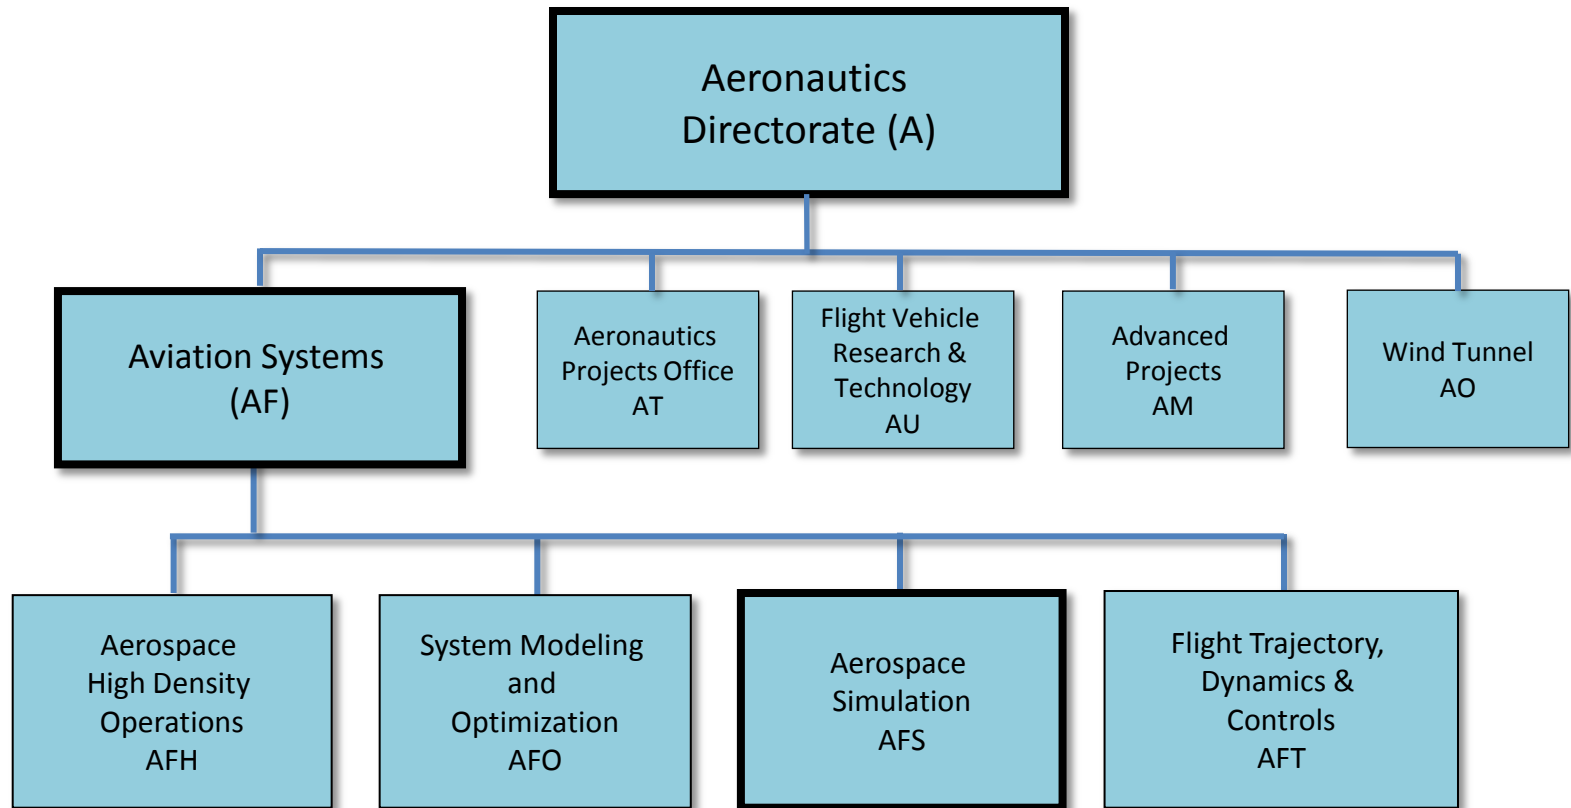 Aeronautics
Directorate (A)
Aviation Systems
(AF)
Aeronautics
Projects Office
AT
Flight Vehicle
Research &
Technology
AU
Advanced
Projects
AM
Wind Tunnel
AO
Aerospace
High Density
Operations
AFH
System Modeling
and
Optimization
AFO
Aerospace
Simulation
AFS
Flight Trajectory,
Dynamics &
Controls
AFT